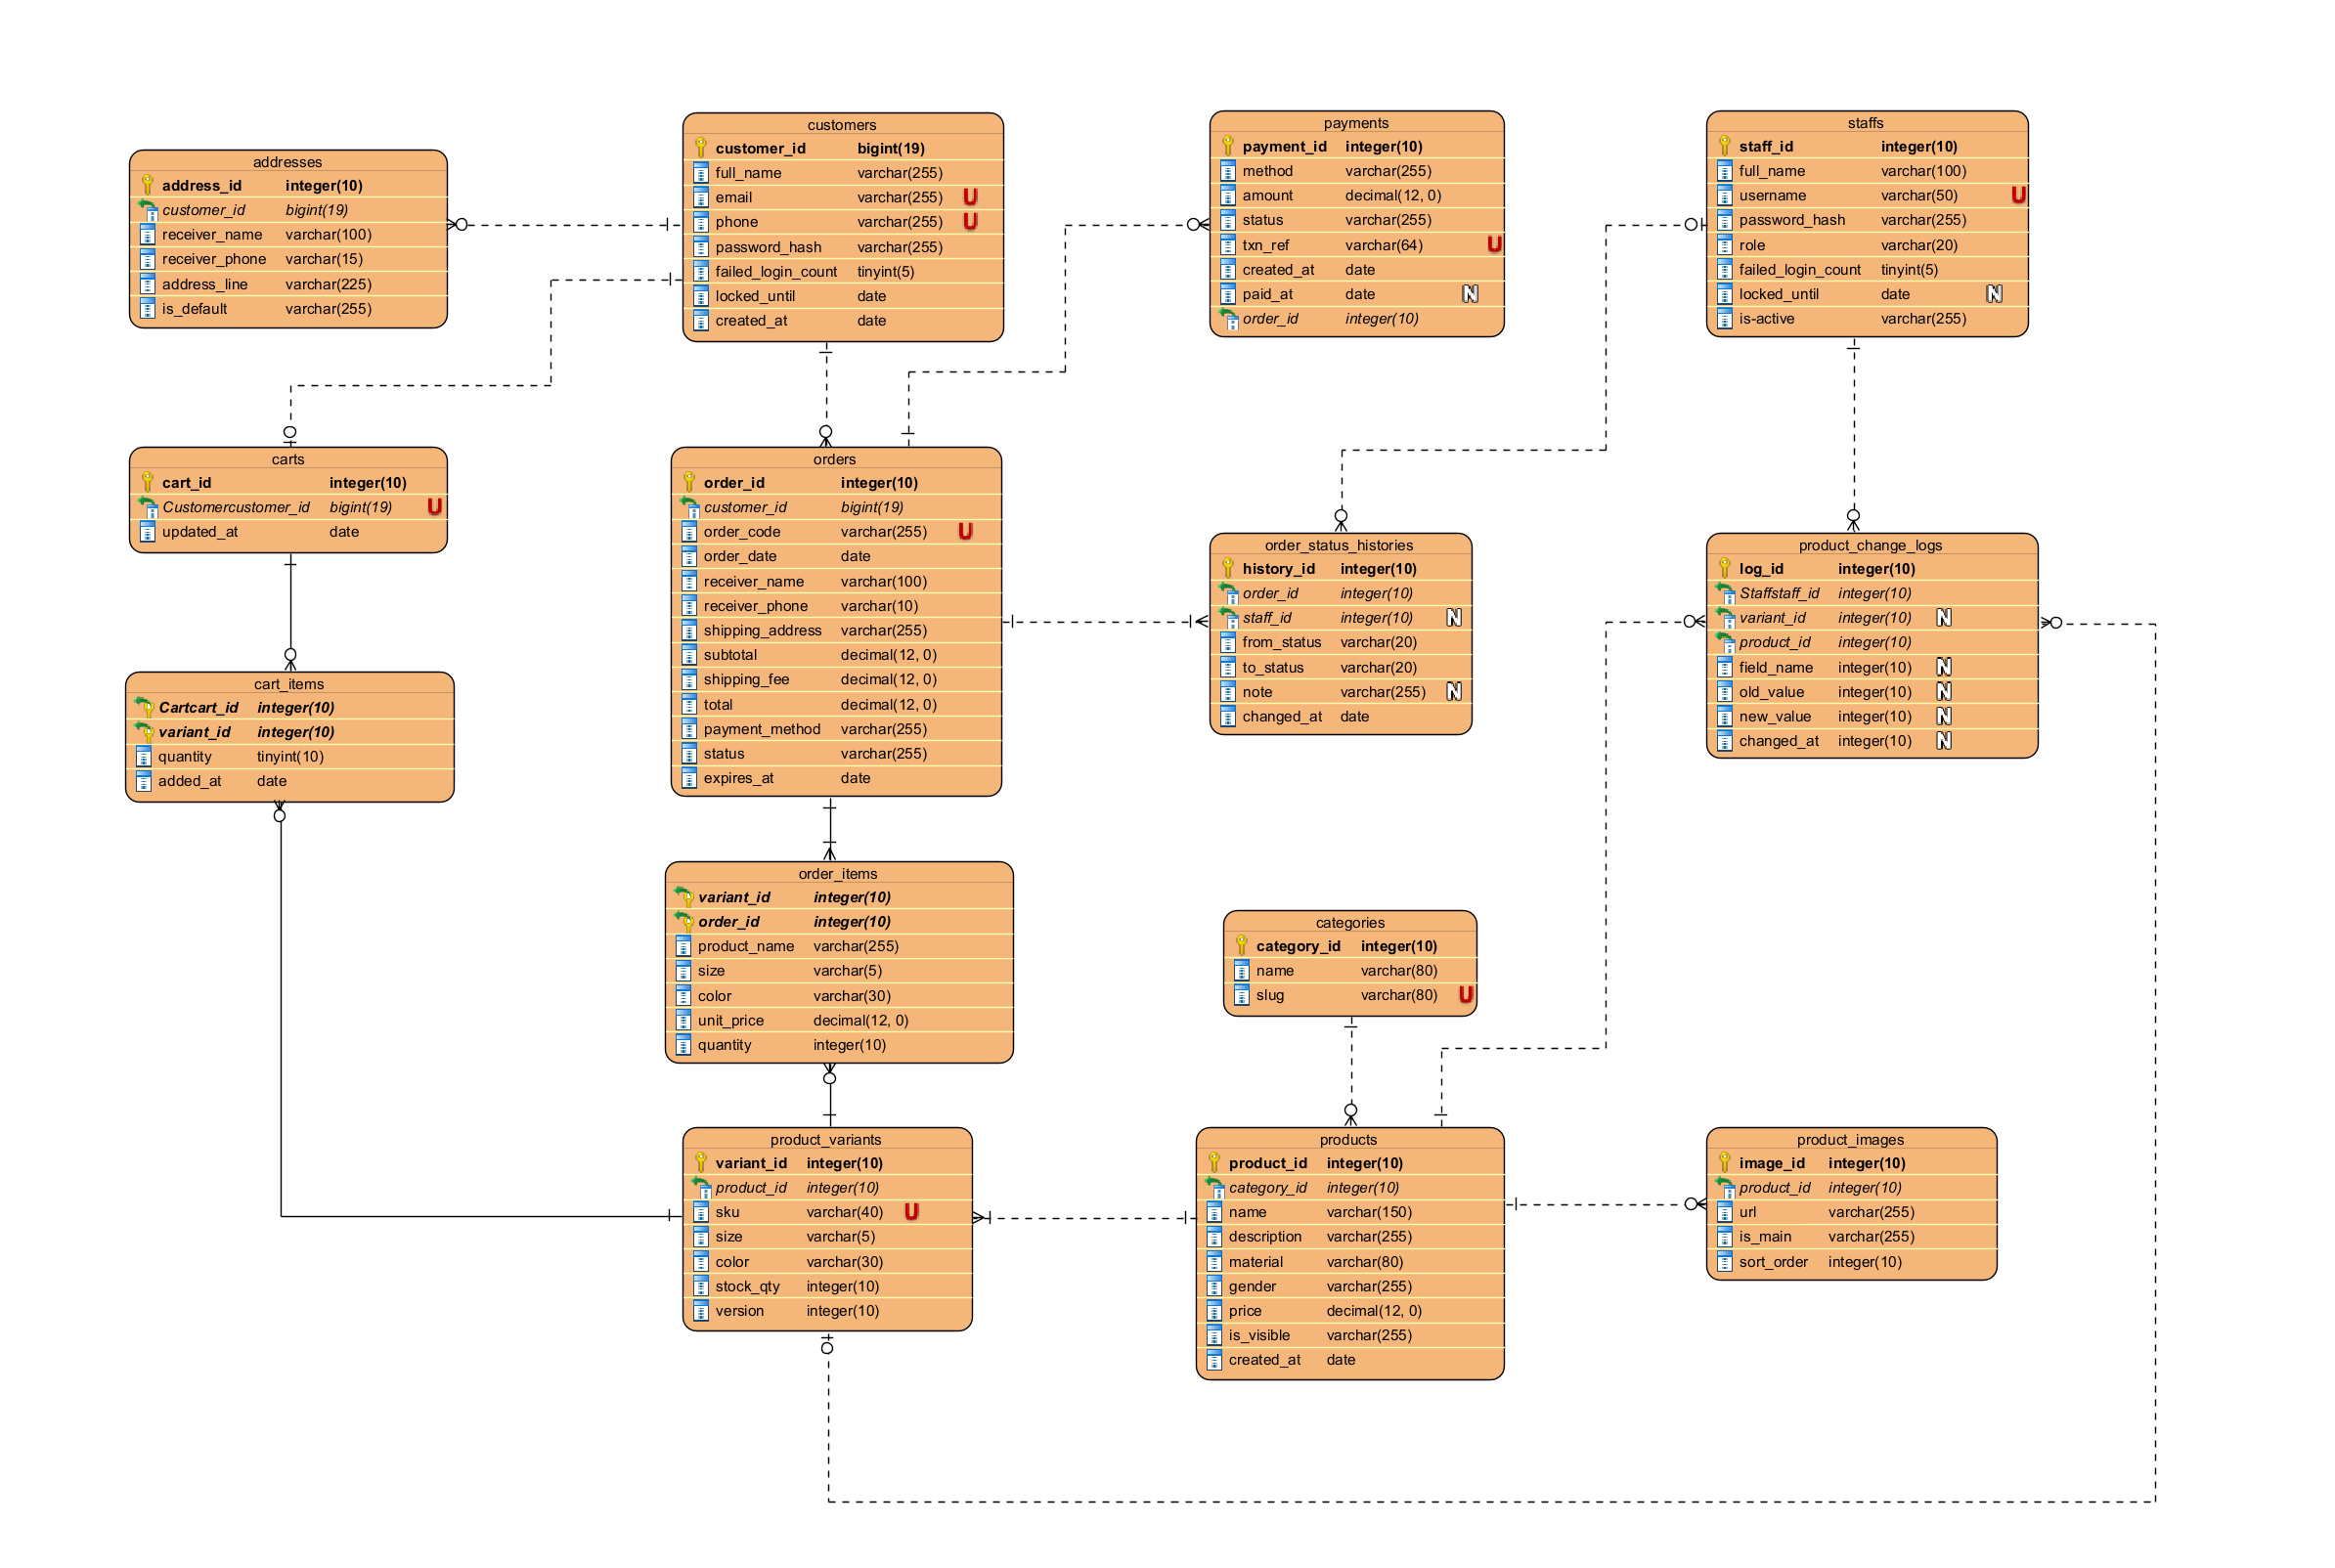 addresses
address_id integer(10)
customer_id bigint(19)
receiver_name varchar(100)
receiver_phone varchar(15)
address_line varchar(225)
is_default varchar(255)
customers
customer_id bigint(19)
full_name varchar(255)
email varchar(255) U
phone varchar(255) U
password_hash varchar(255)
failed_login_count tinyint(5)
locked_until date
created_at date
payments
payment_id integer(10)
method varchar(255)
amount decimal(12, 0)
status varchar(255)
txn_ref varchar(64) U
created_at date
paid_at date N
order_id integer(10)
staffs
staff_id integer(10)
full_name varchar(100)
username varchar(50) U
password_hash varchar(255)
role varchar(20)
failed_login_count tinyint(5)
locked_until date N
is-active varchar(255)
carts
cart_id integer(10)
Customercustomer_id bigint(19) U
updated_at date
orders
order_id integer(10)
customer_id bigint(19)
order_code varchar(255) U
order_date date
receiver_name varchar(100)
receiver_phone varchar(10)
shipping_address varchar(255)
subtotal decimal(12, 0)
shipping_fee decimal(12, 0)
total decimal(12, 0)
payment_method varchar(255)
status varchar(255)
expires_at date
order_status_histories
history_id integer(10)
order_id integer(10)
staff_id integer(10) N
from_status varchar(20)
to_status varchar(20)
note varchar(255) N
changed_at date
product_change_logs
log_id integer(10)
Staffstaff_id integer(10)
variant_id integer(10) N
product_id integer(10)
field_name integer(10) N
old_value integer(10) N
new_value integer(10) N
changed_at integer(10) N
cart_items
Cartcart_id integer(10)
variant_id integer(10)
quantity tinyint(10)
added_at date
order_items
variant_id integer(10)
order_id integer(10)
product_name varchar(255)
size varchar(5)
color varchar(30)
unit_price decimal(12, 0)
quantity integer(10)
categories
category_id integer(10)
name varchar(80)
slug varchar(80) U
product_variants
variant_id integer(10)
product_id integer(10)
sku varchar(40) U
size varchar(5)
color varchar(30)
stock_qty integer(10)
version integer(10)
products
product_id integer(10)
category_id integer(10)
name varchar(150)
description varchar(255)
material varchar(80)
gender varchar(255)
price decimal(12, 0)
is_visible varchar(255)
created_at date
product_images
image_id integer(10)
product_id integer(10)
url varchar(255)
is_main varchar(255)
sort_order integer(10)